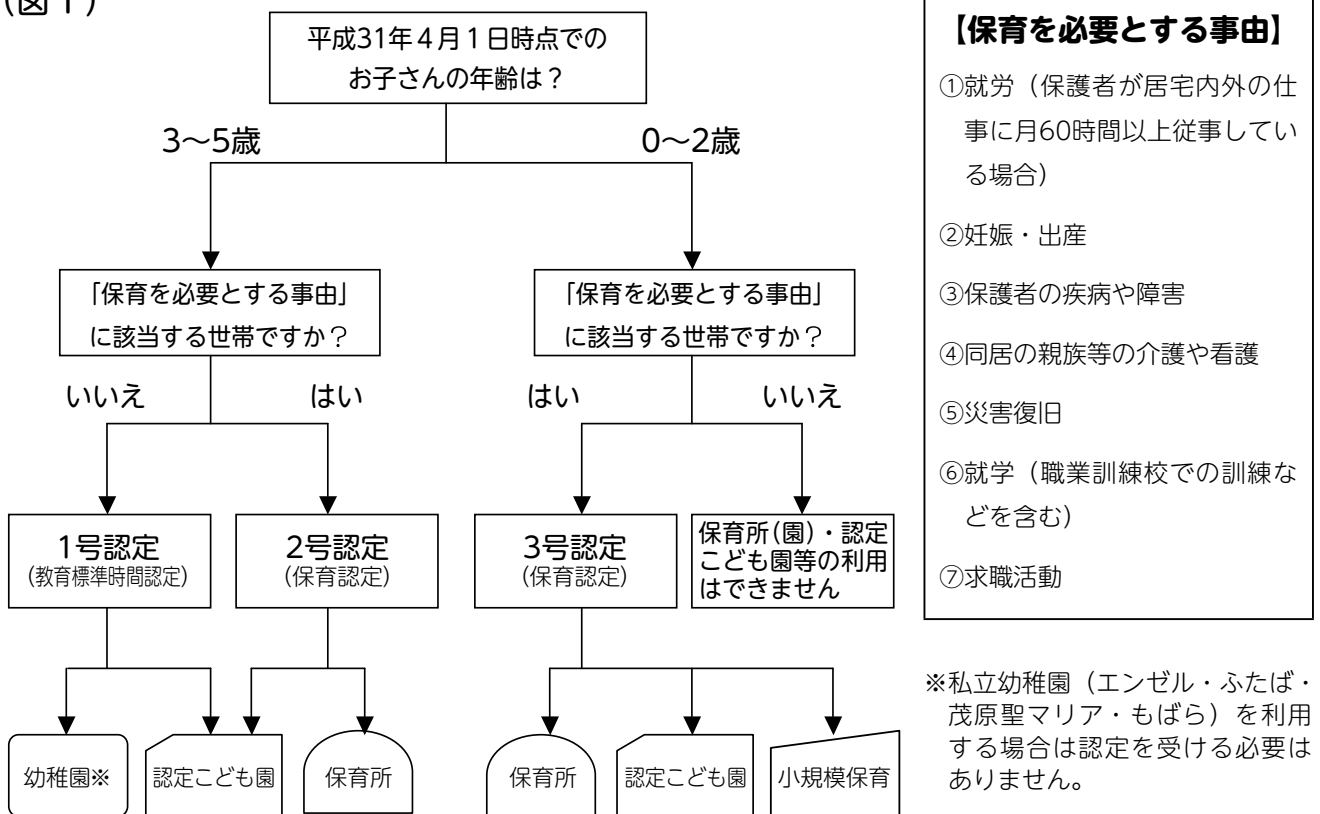 (図1)
平成31年4月1日時点での
お子さんの年齢は？
3〜5歳
0〜2歳
「保育を必要とする事由」
に該当する世帯ですか？
「保育を必要とする事由」
に該当する世帯ですか？
いいえ
はい
はい
いいえ
1号認定
(教育標準時間認定)
2号認定
(保育認定)
3号認定
(保育認定)
保育所(園)・認定
こども園等の利用
はできません
幼稚園※
認定こども園
保育所
保育所
認定こども園
小規模保育
【保育を必要とする事由】
①就労（保護者が居宅内外の仕
事に月60時間以上従事してい
る場合）
②妊娠・出産
③保護者の疾病や障害
④同居の親族等の介護や看護
⑤災害復旧
⑥就学（職業訓練校での訓練な
どを含む）
⑦求職活動
※私立幼稚園（エンゼル・ふたば・
茂原聖マリア・もばら）を利用
する場合は認定を受ける必要は
ありません。